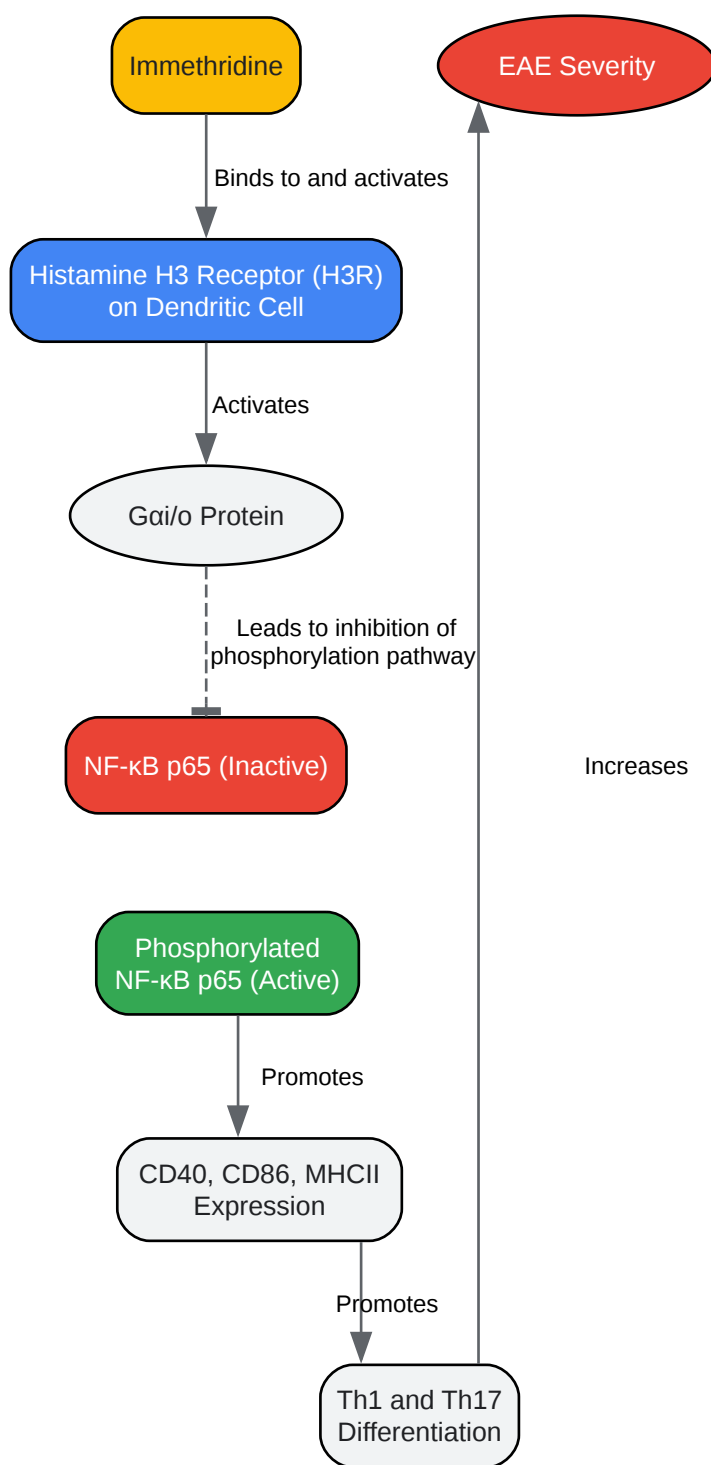 Immethridine
EAE Severity
Binds to and activates
Histamine H3 Receptor (H3R)
on Dendritic Cell
Activates
Gαi/o Protein
Leads to inhibition of
phosphorylation pathway
NF-κB p65 (Inactive)
Increases
Phosphorylated
NF-κB p65 (Active)
Promotes
CD40, CD86, MHCII
Expression
Promotes
Th1 and Th17
Differentiation